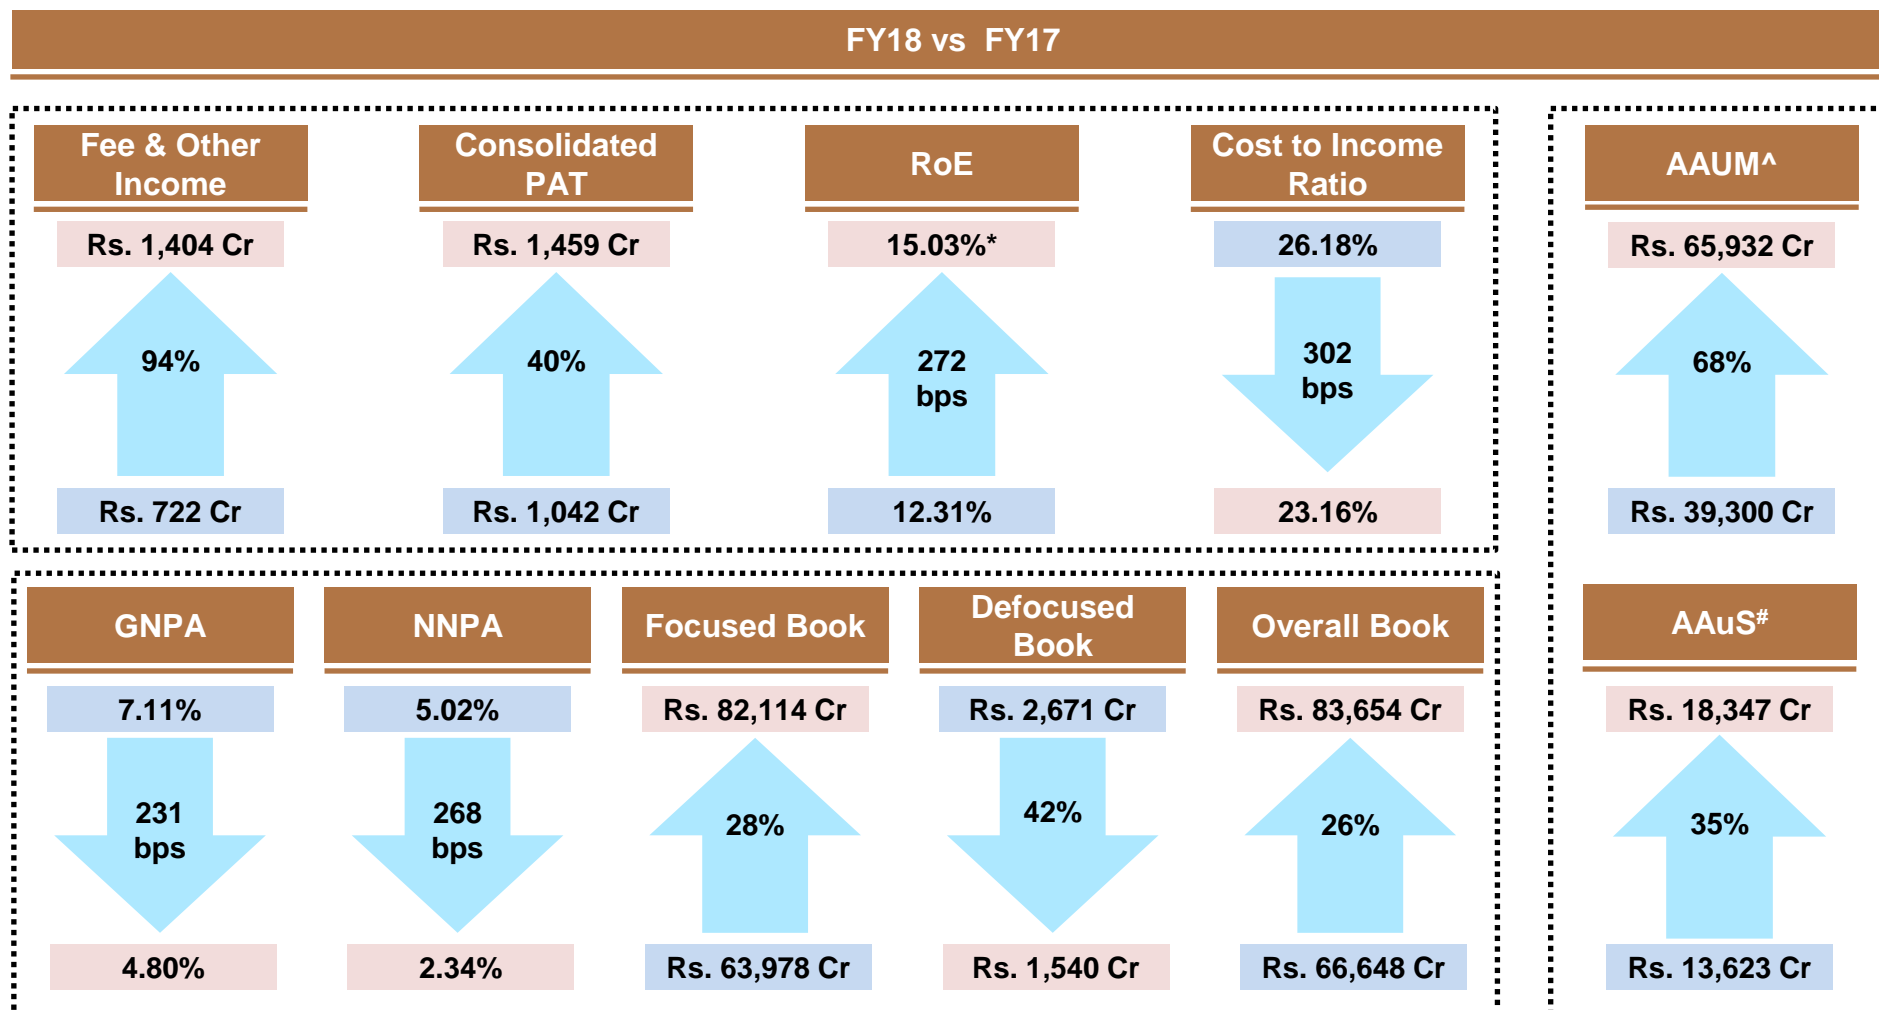 FY18 vs FY17
Fee & Other
Income
Rs. 1,404 Cr
94%
Rs. 722 Cr
Consolidated
PAT
Rs. 1,459 Cr
40%
Rs. 1,042 Cr
RoE
15.03%*
272
bps
12.31%
Cost to Income
Ratio
26.18%
302
bps
23.16%
AAUM^
Rs. 65,932 Cr
68%
Rs. 39,300 Cr
GNPA
7.11%
231
bps
4.80%
NNPA
5.02%
268
bps
2.34%
Focused Book
Rs. 82,114 Cr
28%
Rs. 63,978 Cr
Defocused
Book
Rs. 2,671 Cr
42%
Rs. 1,540 Cr
Overall Book
Rs. 83,654 Cr
26%
Rs. 66,648 Cr
AAuS#
Rs. 18,347 Cr
35%
Rs. 13,623 Cr